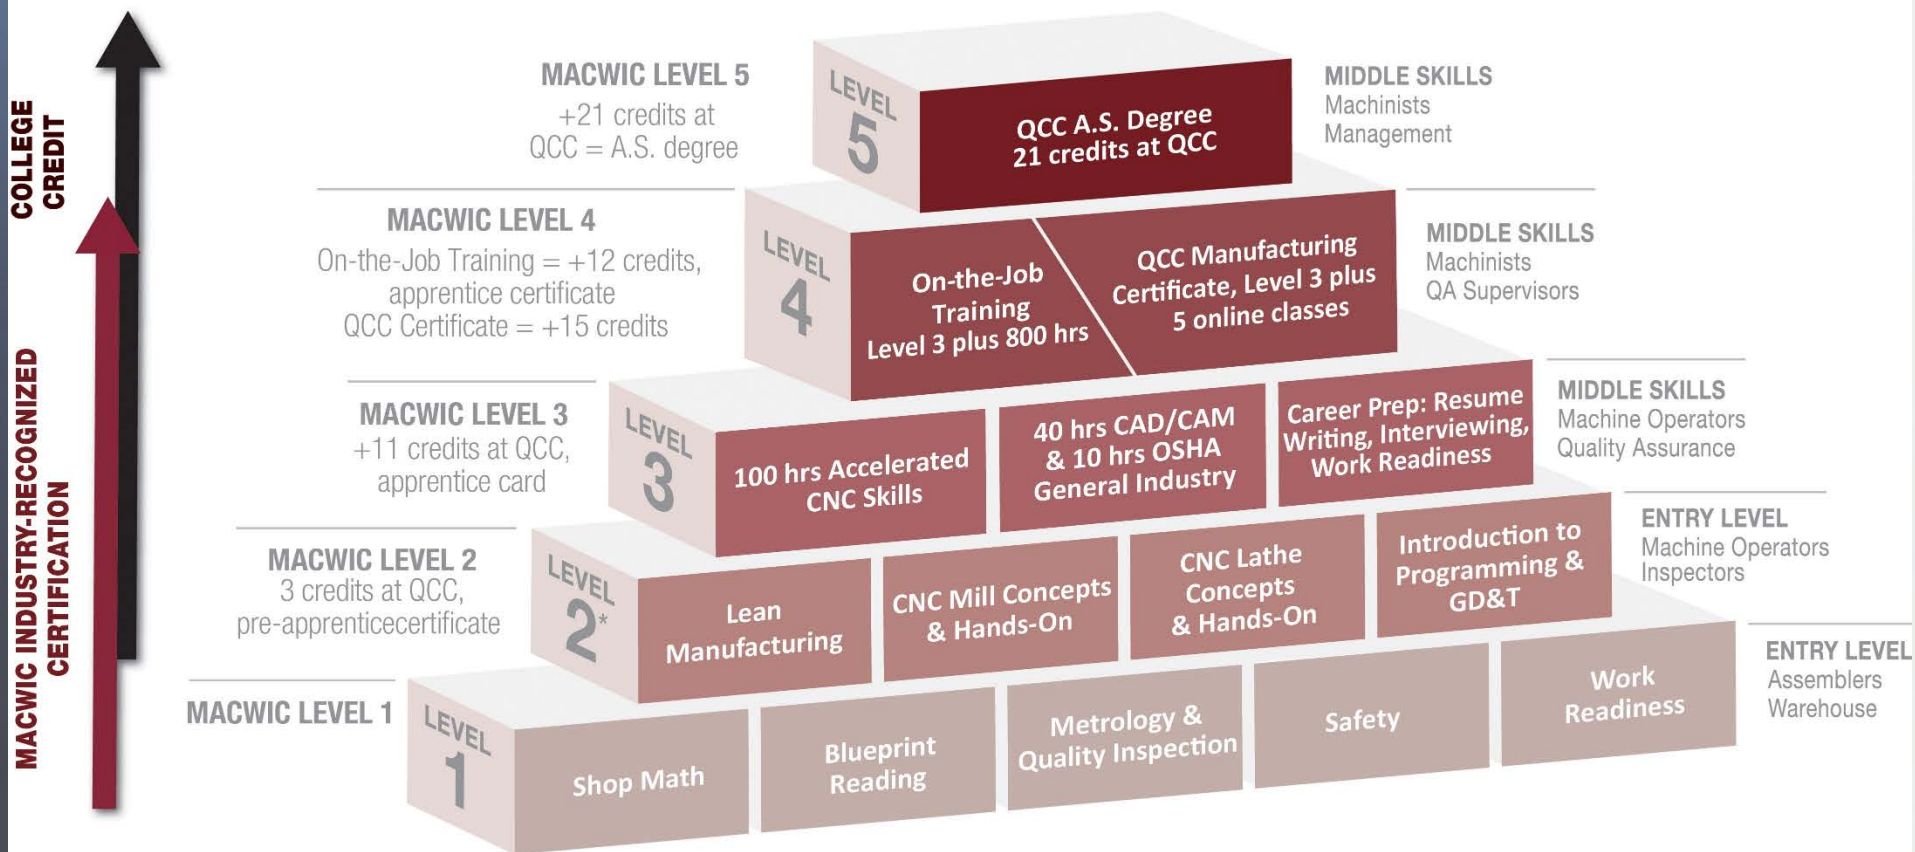 COLLEGE
CREDIT
MACWIC INDUSTRY-RECOGNIZED
CERTIFICATION
MACWIC LEVEL 5
+21 credits at
QCC = A.S. degree
LEVEL
5
QCC A.S. Degree
21 credits at QCC
MIDDLE SKILLS
Machinists
Management
MACWIC LEVEL 4
On-the-Job Training = +12 credits,
apprentice certificate
QCC Certificate = +15 credits
LEVEL
4
On-the-Job
Training
Level 3 plus 800 hrs
QCC Manufacturing
Certificate, Level 3 plus
5 online classes
MIDDLE SKILLS
Machinists
QA Supervisors
MACWIC LEVEL 3
+11 credits at QCC,
apprentice card
LEVEL
3
100 hrs Accelerated
CNC Skills
40 hrs CAD/CAM
& 10 hrs OSHA
General Industry
Career Prep: Resume
Writing, Interviewing,
Work Readiness
MIDDLE SKILLS
Machine Operators
Quality Assurance
MACWIC LEVEL 2
3 credits at QCC,
pre-apprenticecertificate
LEVEL
2*
Lean
Manufacturing
CNC Mill Concepts
& Hands-On
CNC Lathe
Concepts
& Hands-On
Introduction to
Programming &
GD&T
ENTRY LEVEL
Machine Operators
Inspectors
MACWIC LEVEL 1
LEVEL
1
Shop Math
Blueprint
Reading
Metrology &
Quality Inspection
Safety
Work
Readiness
ENTRY LEVEL
Assemblers
Warehouse